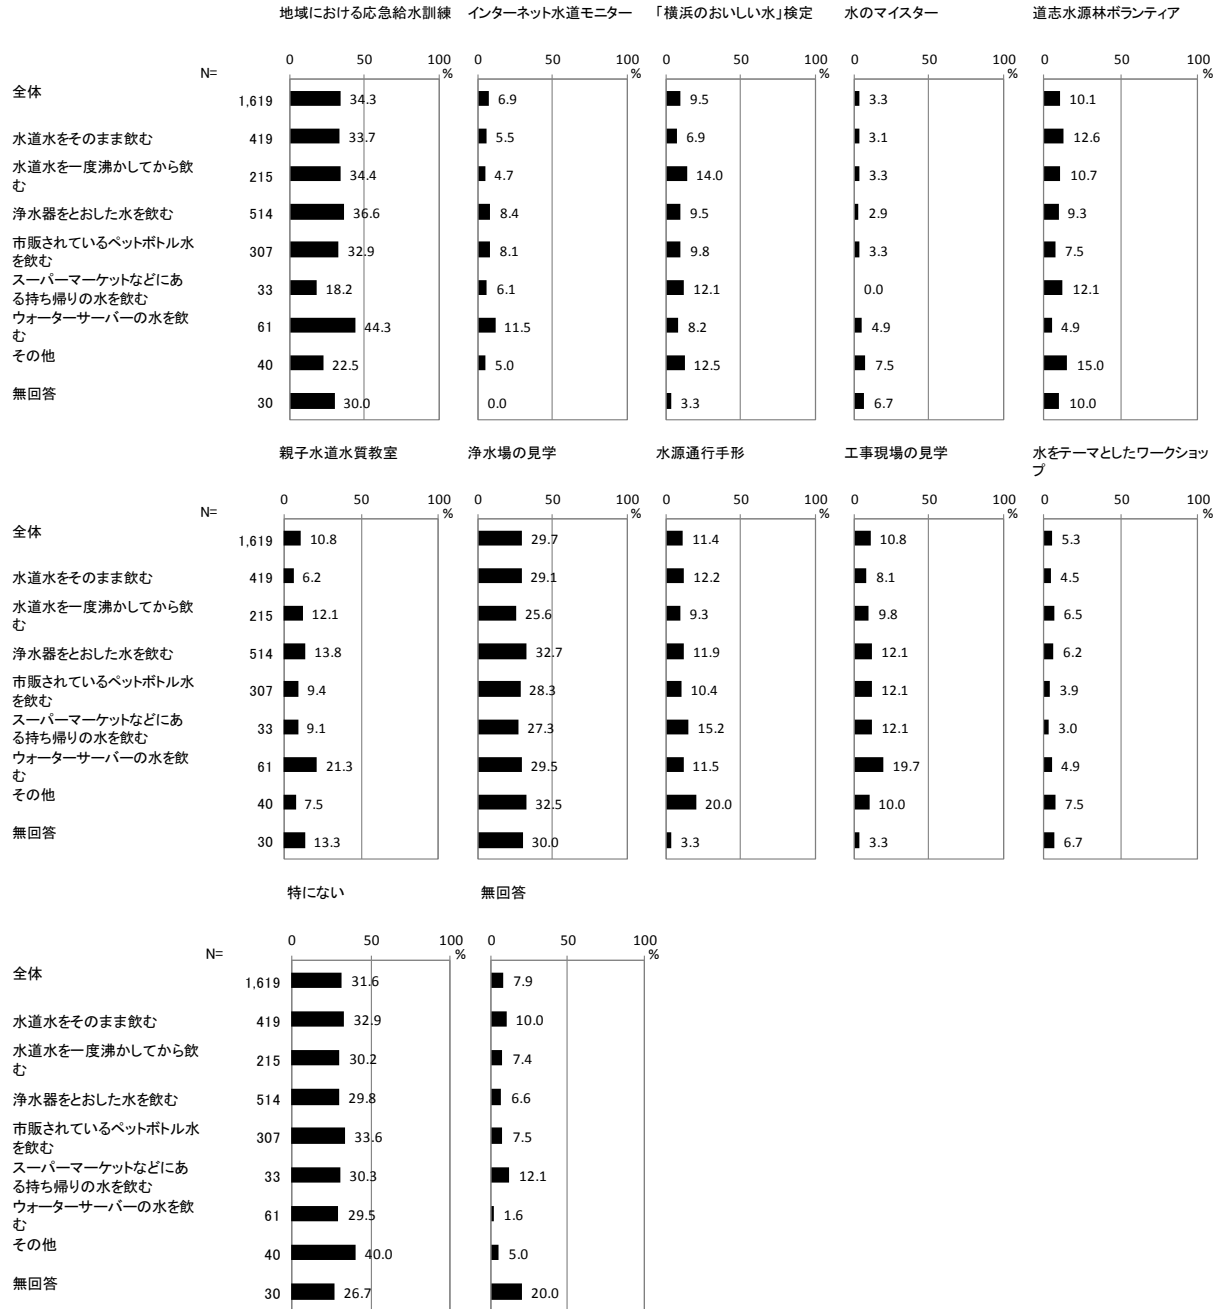 地域における応急給水訓練 インターネット水道モニター 「横浜のおいしい水」検定 水のマイスター 道志水源林ボランティア
0 50 100 0 50 100 0 50 100 0 50 100 0 50 100
N= % % % % %
全体 1,619 34.3 6.9 9.5 3.3 10.1
水道水をそのまま飲む 419 33.7 5.5 6.9 3.1 12.6
水道水を一度沸かしてから飲
む 215 34.4 4.7 14.0 3.3 10.7
浄水器をとおした水を飲む 514 36.6 8.4 9.5 2.9 9.3
市販されているペットボトル水
を飲む 307 32.9 8.1 9.8 3.3 7.5
スーパーマーケットなどにあ
る持ち帰りの水を飲む 33 18.2 6.1 12.1 0.0 12.1
ウォーターサーバーの水を飲
む 61 44.3 11.5 8.2 4.9 4.9
その他 40 22.5 5.0 12.5 7.5 15.0
無回答 30 30.0 0.0 3.3 6.7 10.0
親子水道水質教室 浄水場の見学 水源通行手形 工事現場の見学 水をテーマとしたワークショッ
プ
0 50 100 0 50 100 0 50 100 0 50 100 0 50 100
N= % % % % %
全体 1,619 10.8 29.7 11.4 10.8 5.3
水道水をそのまま飲む 419 6.2 29.1 12.2 8.1 4.5
水道水を一度沸かしてから飲
む 215 12.1 25.6 9.3 9.8 6.5
浄水器をとおした水を飲む 514 13.8 32.7 11.9 12.1 6.2
市販されているペットボトル水
を飲む 307 9.4 28.3 10.4 12.1 3.9
スーパーマーケットなどにあ
る持ち帰りの水を飲む 33 9.1 27.3 15.2 12.1 3.0
ウォーターサーバーの水を飲
む 61 21.3 29.5 11.5 19.7 4.9
その他 40 7.5 32.5 20.0 10.0 7.5
無回答 30 13.3 30.0 3.3 3.3 6.7
特にない 無回答
0 50 100 0 50 100
N= % %
全体 1,619 31.6 7.9
水道水をそのまま飲む 419 32.9 10.0
水道水を一度沸かしてから飲
む 215 30.2 7.4
浄水器をとおした水を飲む 514 29.8 6.6
市販されているペットボトル水
を飲む 307 33.6 7.5
スーパーマーケットなどにあ
る持ち帰りの水を飲む 33 30.3 12.1
ウォーターサーバーの水を飲
む 61 29.5 1.6
その他 40 40.0 5.0
無回答 30 26.7 20.0